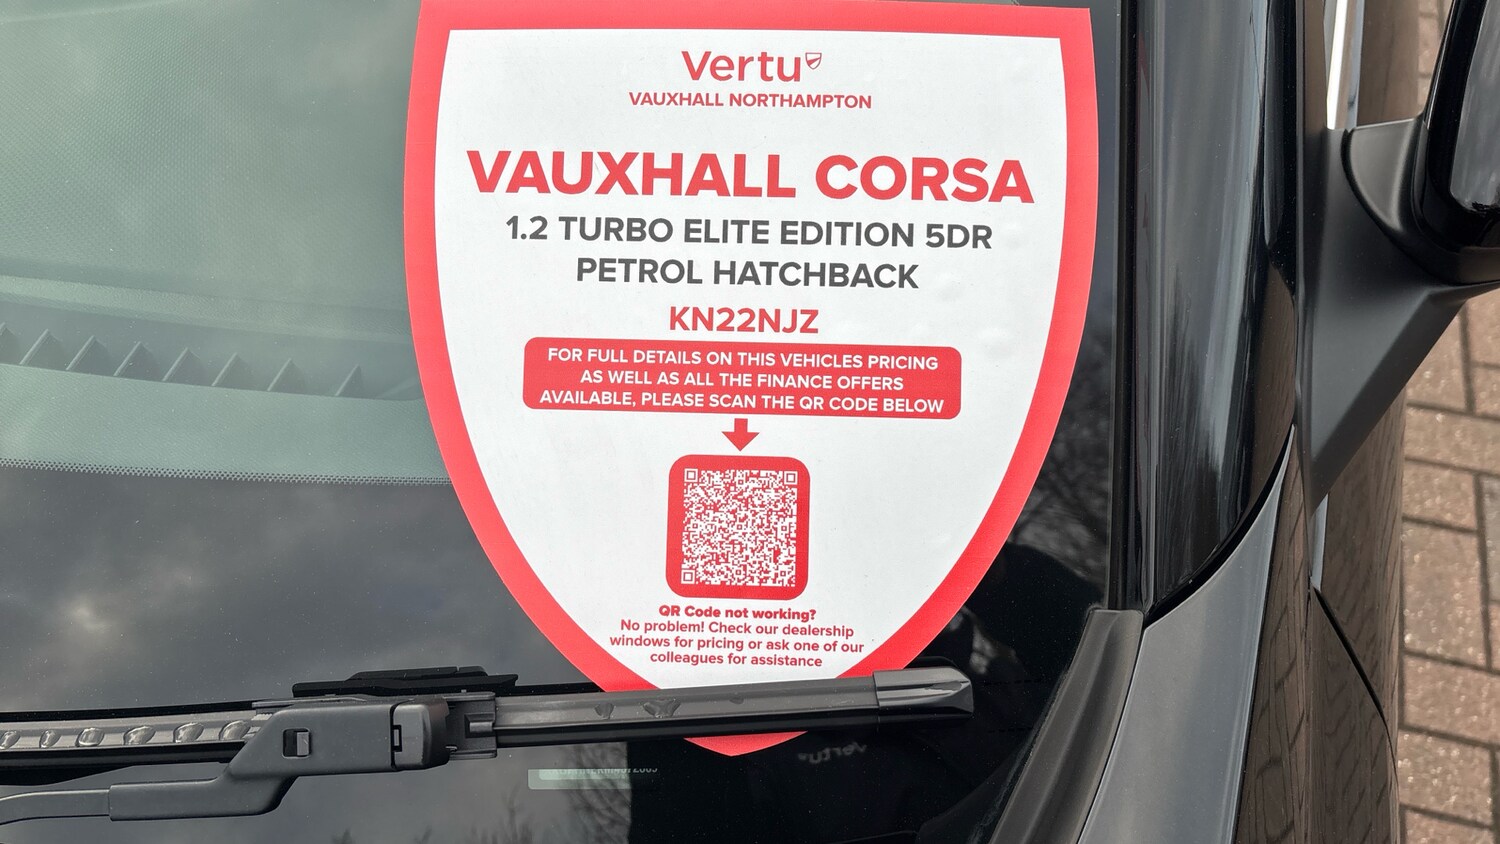 Vertu
VAUXHALL NORTHAMPTON
VAUXHALL CORSA
1.2 TURBO ELITE EDITION 5DR
PETROL HATCHBACK
KN22NJZ
FOR FULL DETAILS ON THIS VEHICLES PRICING
AS WELL AS ALL THE FINANCE OFFERS
AVAILABLE, PLEASE SCAN THE QR CODE BELOW
QR Code not working?
No problem! Check our dealership
windows for pricing or ask one of our
colleagues for assistance